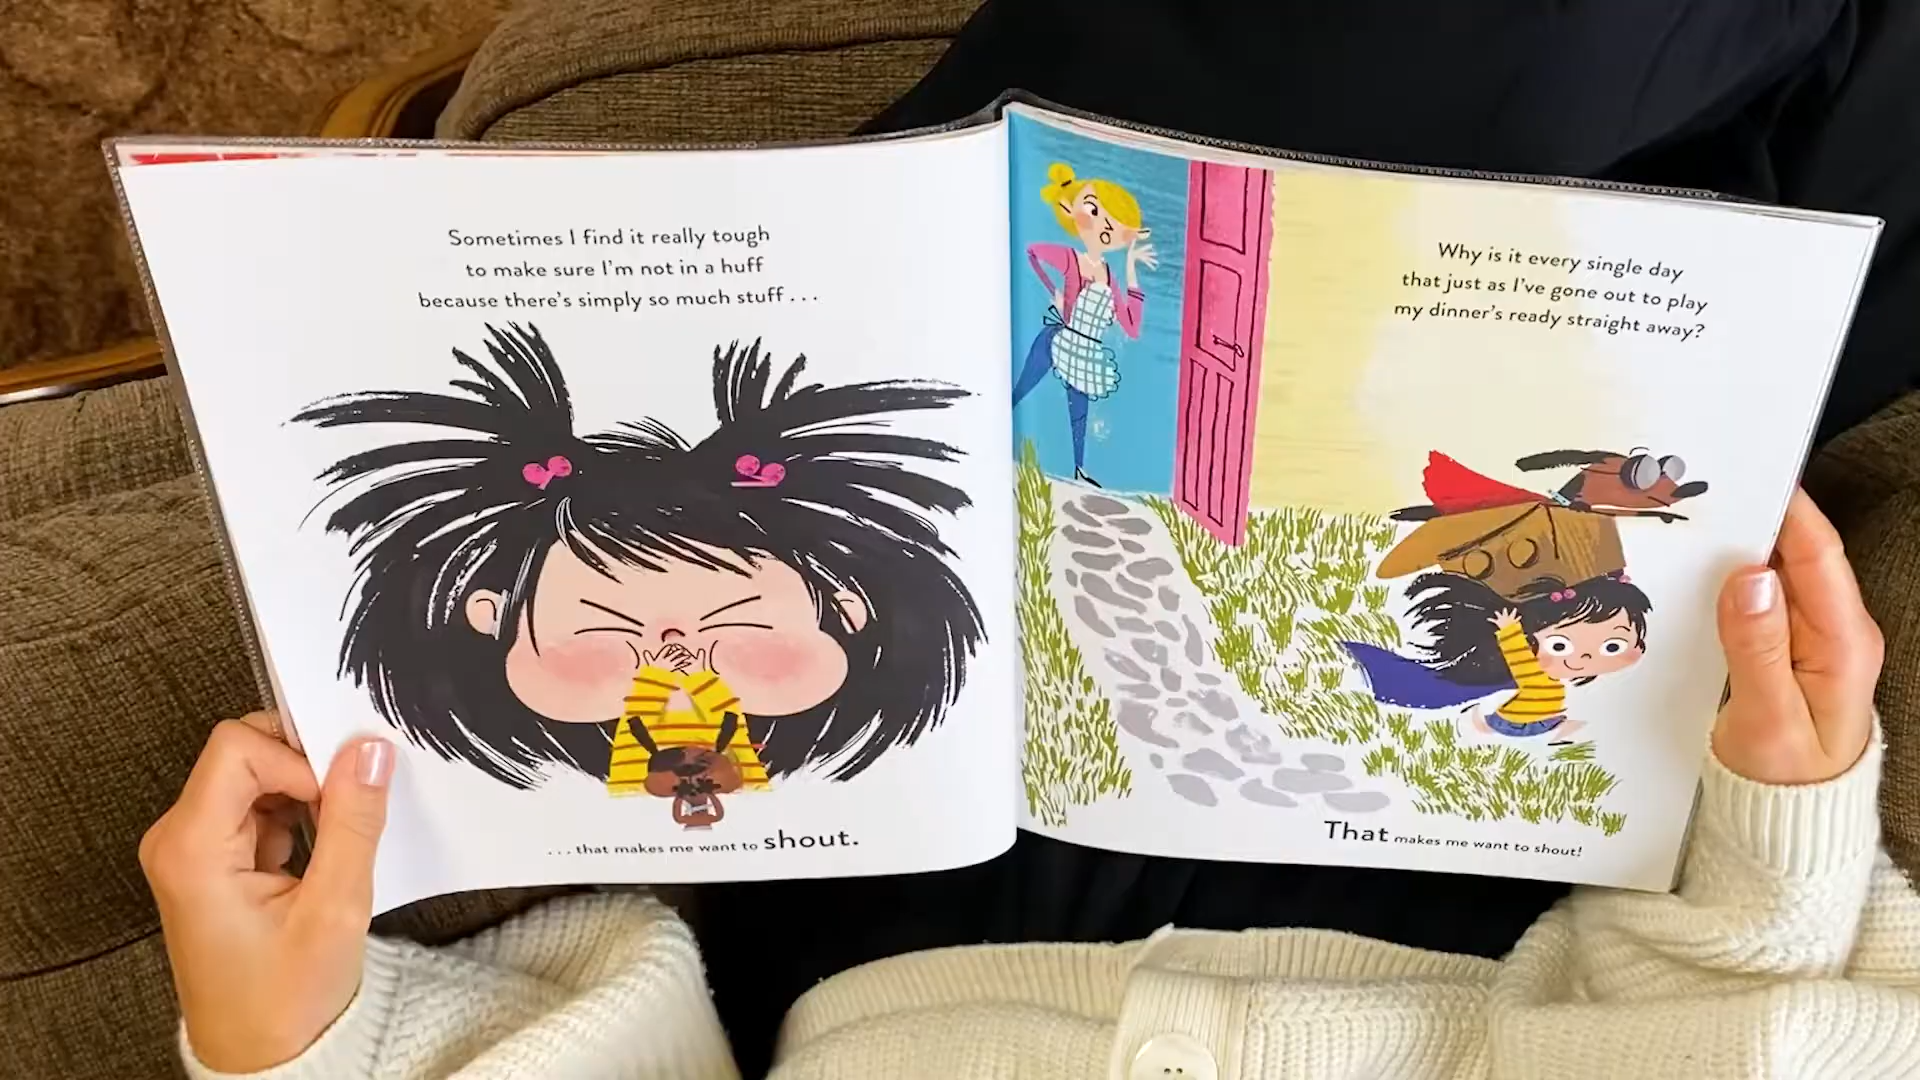 Sometimes I find it really tough
to make sure I'm not in a huff
because there's simply so much stuff . . .
. . . that makes me want to shout.
Why is it every single day
that just as I've gone out to play
my dinner's ready straight away?
That makes me want to shout!